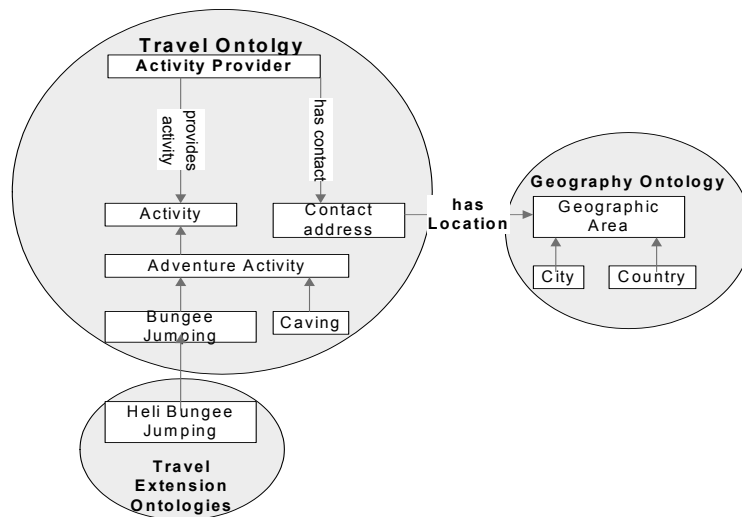 Travel Ontolgy
Activity Provider
provides
activity
has contact
Activity
Contact
address
has
Location
Geography Ontology
Geographic
Area
City
Country
Adventure Activity
Bungee
Jumping
Caving
Heli Bungee
Jumping
Travel
Extension
Ontologies